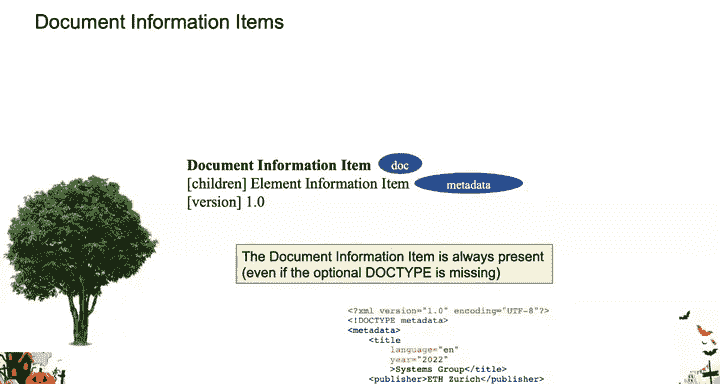 Document Information Items
Document Information Item doc
[children] Element Information Item metadata
[version] 1.0
The Document Information Item is always present
(even if the optional DOCTYPE is missing)
<?xml version="1.0" encoding="UTF-8"?>
<!DOCTYPE metadata>
<metadata>
<title
language="en"
year="2022"
>Systems Group</title>
<publisher>ETH Zurich</publisher>